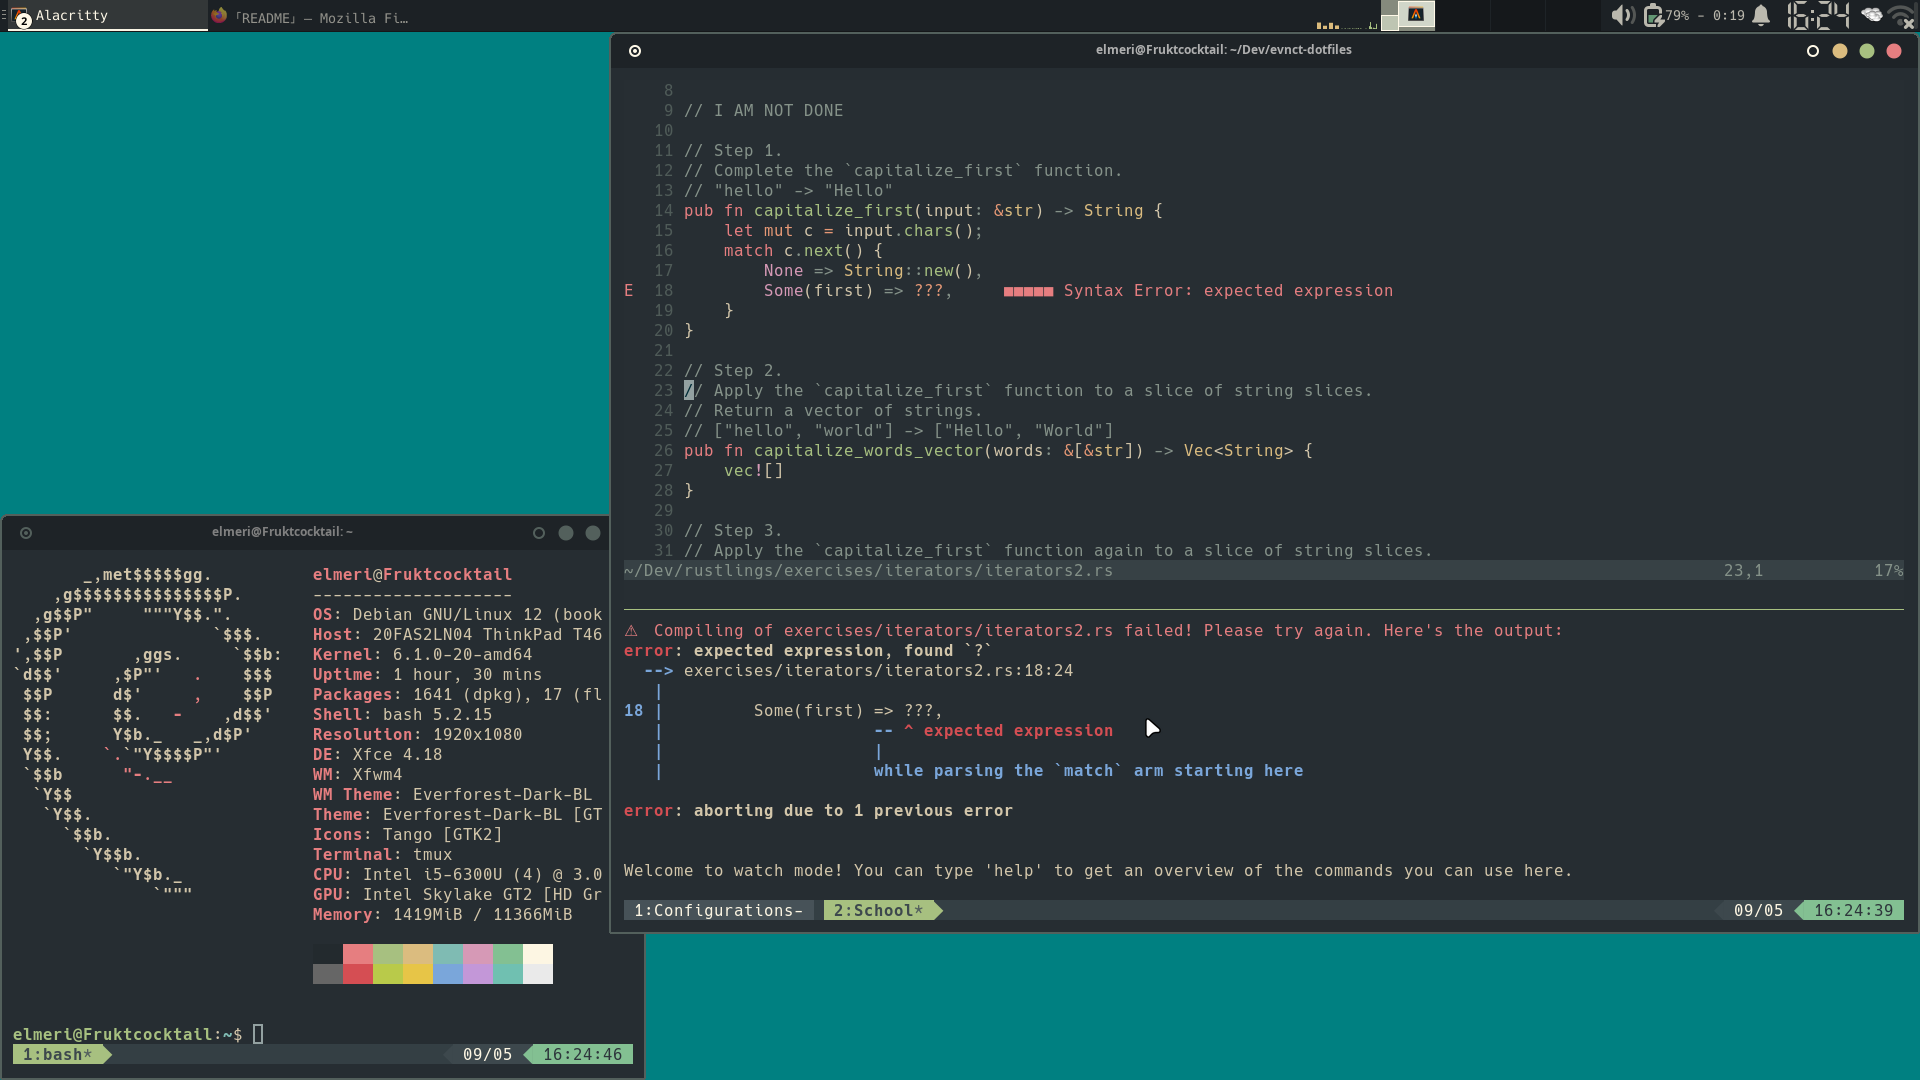 2 Alacritty
「README」 — Mozilla Fi…
79% - 0:19
16:24
elmeri@Fruktcocktail: ~/Dev/evnct-dotfiles
8
9 // I AM NOT DONE
10
11 // Step 1.
12 // Complete the `capitalize_first` function.
13 // "hello" -> "Hello"
14 pub fn capitalize_first(input: &str) -> String {
15     let mut c = input.chars();
16     match c.next() {
17         None => String::new(),
E 18         Some(first) => ???,     ■■■■■ Syntax Error: expected expression
19     }
20 }
21
22 // Step 2.
23 // Apply the `capitalize_first` function to a slice of string slices.
24 // Return a vector of strings.
25 // ["hello", "world"] -> ["Hello", "World"]
26 pub fn capitalize_words_vector(words: &[&str]) -> Vec<String> {
27     vec![]
28 }
29
30 // Step 3.
31 // Apply the `capitalize_first` function again to a slice of string slices.
~/Dev/rustlings/exercises/iterators/iterators2.rs 23,1 17%
⚠ Compiling of exercises/iterators/iterators2.rs failed! Please try again. Here's the output:
error: expected expression, found `?`
  --> exercises/iterators/iterators2.rs:18:24
   |
18 |         Some(first) => ???,
   |                     -- ^ expected expression
   |                     |
   |                     while parsing the `match` arm starting here
error: aborting due to 1 previous error
Welcome to watch mode! You can type 'help' to get an overview of the commands you can use here.
1:Configurations- 2:School* 09/05 16:24:39
elmeri@Fruktcocktail: ~
       _,met$$$$$gg.
    ,g$$$$$$$$$$$$$$$P.
  ,g$$P"     """Y$$.".
 ,$$P'              `$$$.
',$$P       ,ggs.     `$$b:
`d$$'     ,$P"'   .    $$$
 $$P      d$'     ,    $$P
 $$:      $$.   -    ,d$$'
 $$;      Y$b._   _,d$P'
 Y$$.    `.`"Y$$$$P"'
 `$$b      "-.__
  `Y$$
   `Y$$.
     `$$b.
       `Y$$b.
          `"Y$b._
              `"""
elmeri@Fruktcocktail
--------------------
OS: Debian GNU/Linux 12 (book
Host: 20FAS2LN04 ThinkPad T46
Kernel: 6.1.0-20-amd64
Uptime: 1 hour, 30 mins
Packages: 1641 (dpkg), 17 (fl
Shell: bash 5.2.15
Resolution: 1920x1080
DE: Xfce 4.18
WM: Xfwm4
WM Theme: Everforest-Dark-BL
Theme: Everforest-Dark-BL [GT
Icons: Tango [GTK2]
Terminal: tmux
CPU: Intel i5-6300U (4) @ 3.0
GPU: Intel Skylake GT2 [HD Gr
Memory: 1419MiB / 11366MiB
elmeri@Fruktcocktail:~$
1:bash* 09/05 16:24:46